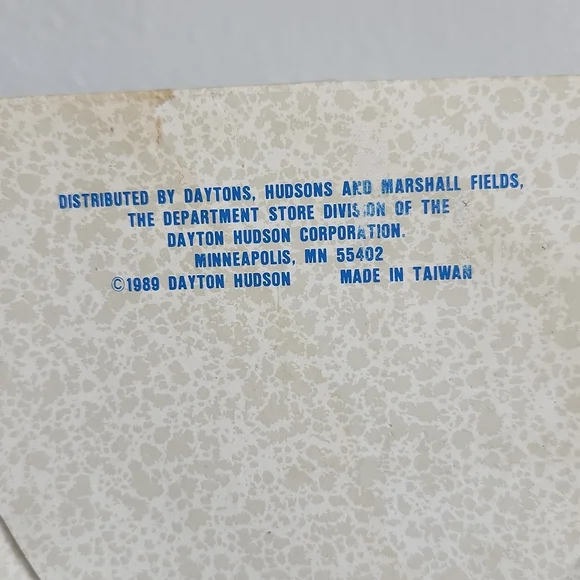 DISTRIBUTED BY DAYTONS, HUDSONS AND MARSHALL FIELDS,
THE DEPARTMENT STORE DIVISION OF THE
DAYTON HUDSON CORPORATION.
MINNEAPOLIS, MN 55402
©1989 DAYTON HUDSON MADE IN TAIWAN